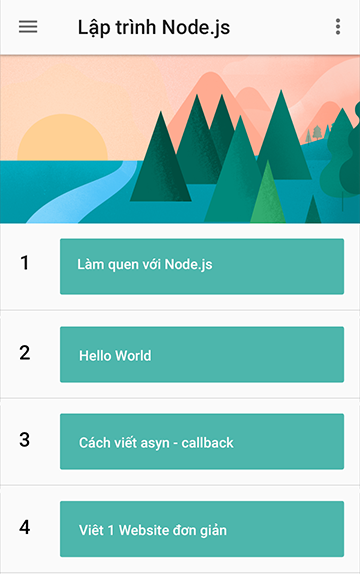 Lập trình Node.js
1
Làm quen với Node.js
2
Hello World
3
Cách viết asyn - callback
4
Viêt 1 Website đơn giản